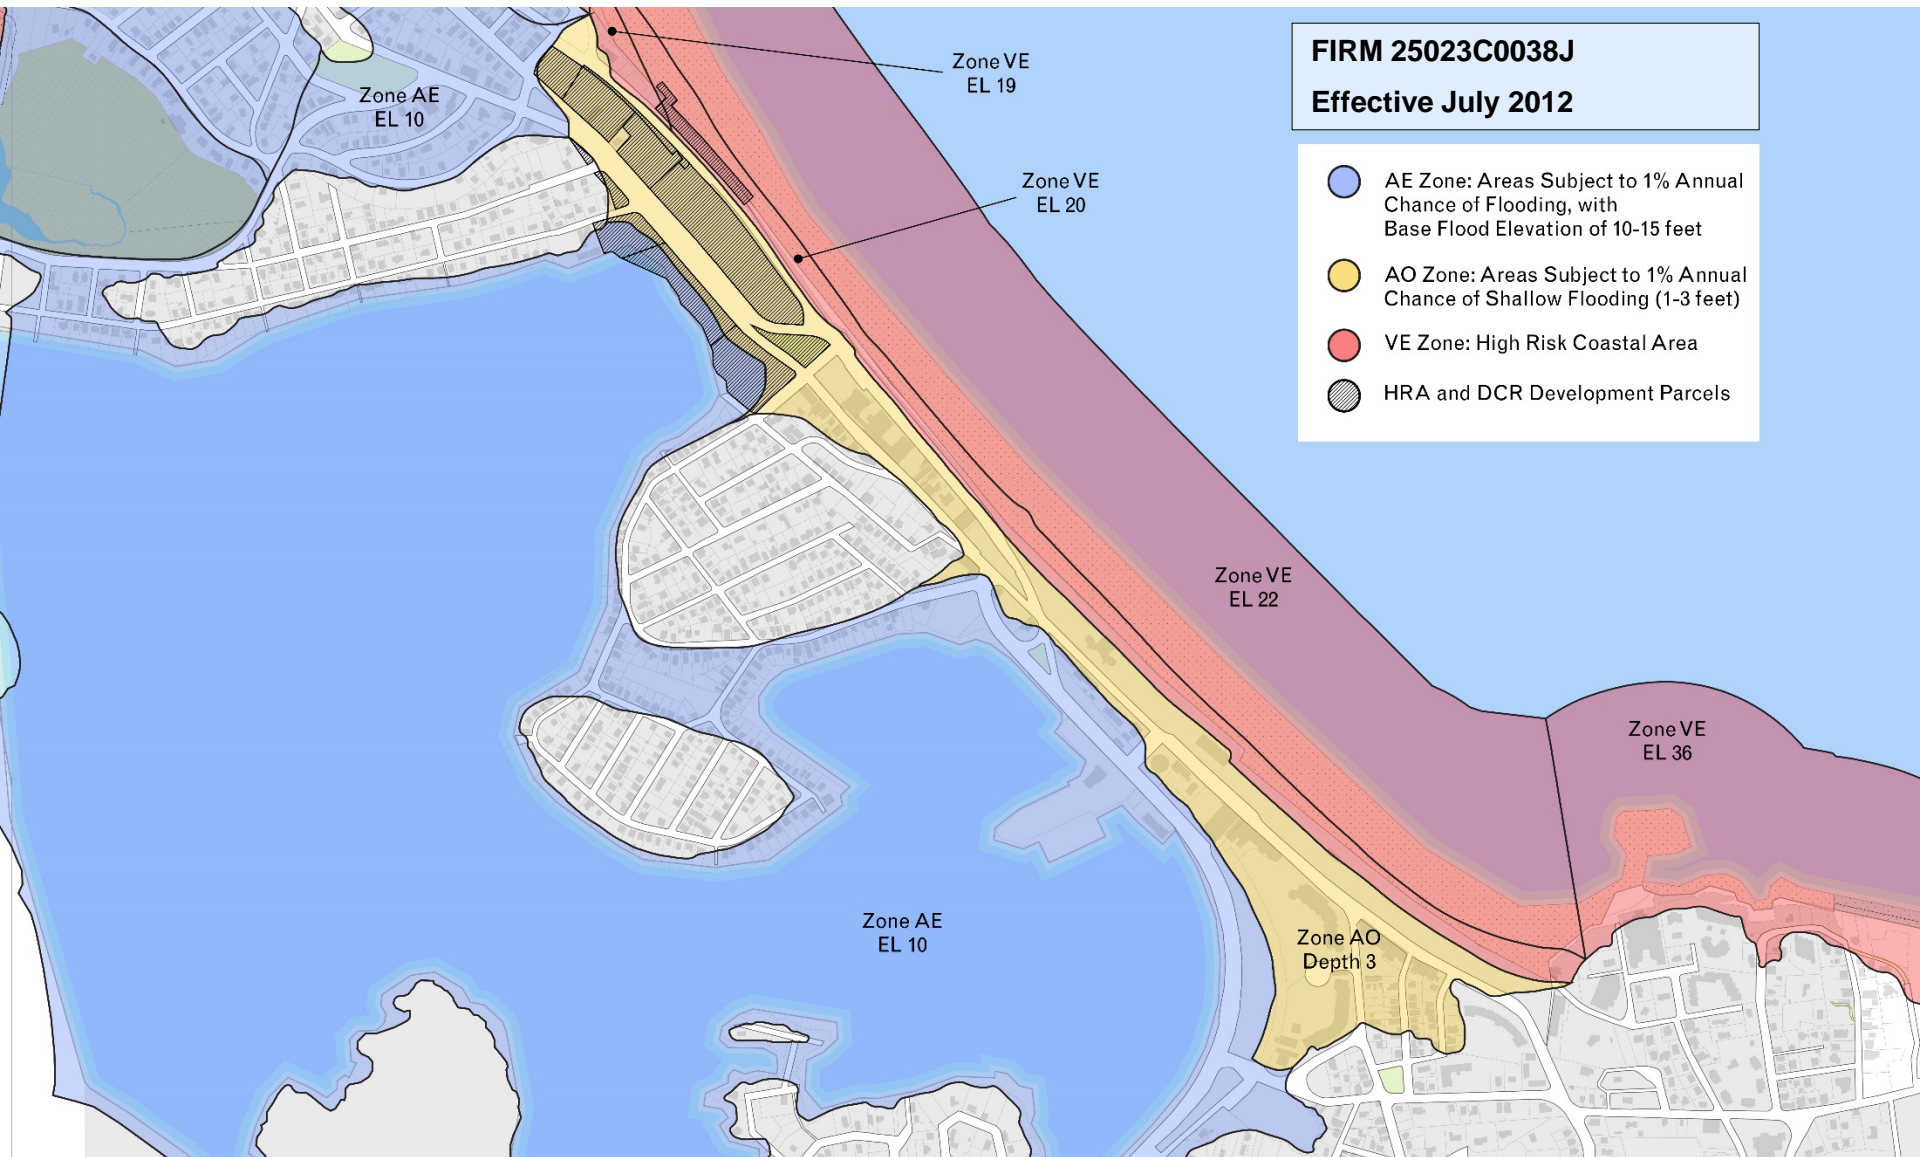 FIRM 25023C0038J
Effective July 2012
AE Zone: Areas Subject to 1% Annual
Chance of Flooding, with
Base Flood Elevation of 10-15 feet
AO Zone: Areas Subject to 1% Annual
Chance of Shallow Flooding (1-3 feet)
VE Zone: High Risk Coastal Area
HRA and DCR Development Parcels
Zone VE
EL 19
Zone AE
EL 10
Zone VE
EL 20
Zone VE
EL 22
Zone VE
EL 36
Zone AE
EL 10
Zone AO
Depth 3